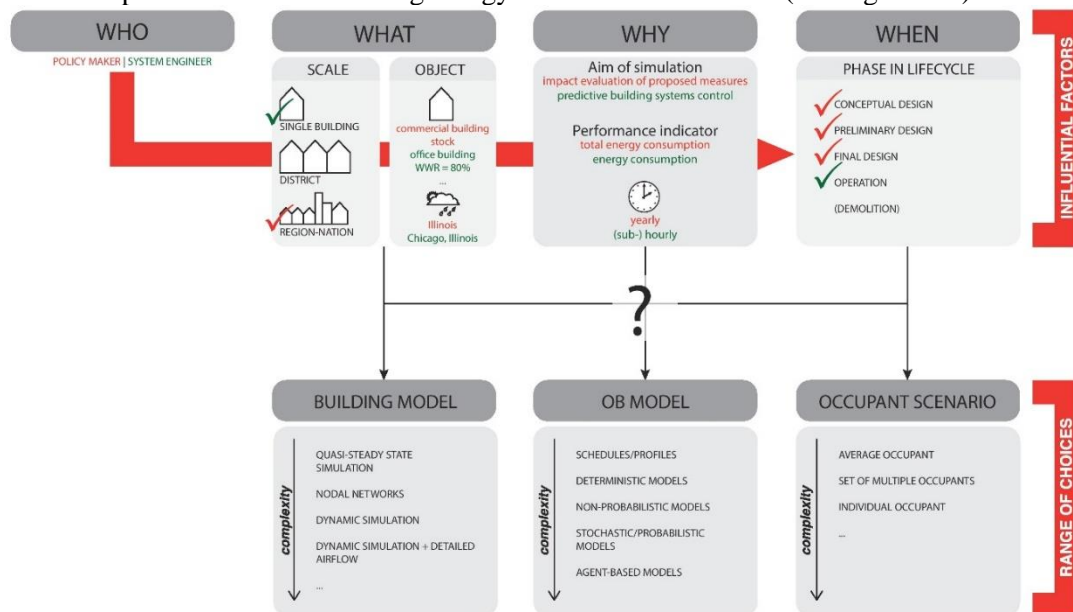 WHO
POLICY MAKER | SYSTEM ENGINEER
WHAT
SCALE
SINGLE BUILDING
DISTRICT
REGION-NATION
OBJECT
commercial building
stock
office building
WWR = 80%
...
Illinois
Chicago, Illinois
WHY
Aim of simulation
impact evaluation of proposed measures
predictive building systems control
Performance indicator
total energy consumption
energy consumption
yearly
(sub-) hourly
WHEN
PHASE IN LIFECYCLE
CONCEPTUAL DESIGN
PRELIMINARY DESIGN
FINAL DESIGN
OPERATION
(DEMOLITION)
INFLUENTIAL FACTORS
?
BUILDING MODEL
complexity
QUASI-STEADY STATE
SIMULATION
NODAL NETWORKS
DYNAMIC SIMULATION
DYNAMIC SIMULATION + DETAILED
AIRFLOW
...
OB MODEL
complexity
SCHEDULES/PROFILES
DETERMINISTIC MODELS
NON-PROBABILISTIC MODELS
STOCHASTIC/PROBABILISTIC
MODELS
AGENT-BASED MODELS
OCCUPANT SCENARIO
complexity
AVERAGE OCCUPANT
SET OF MULTIPLE OCCUPANTS
INDIVIDUAL OCCUPANT
...
RANGE OF CHOICES